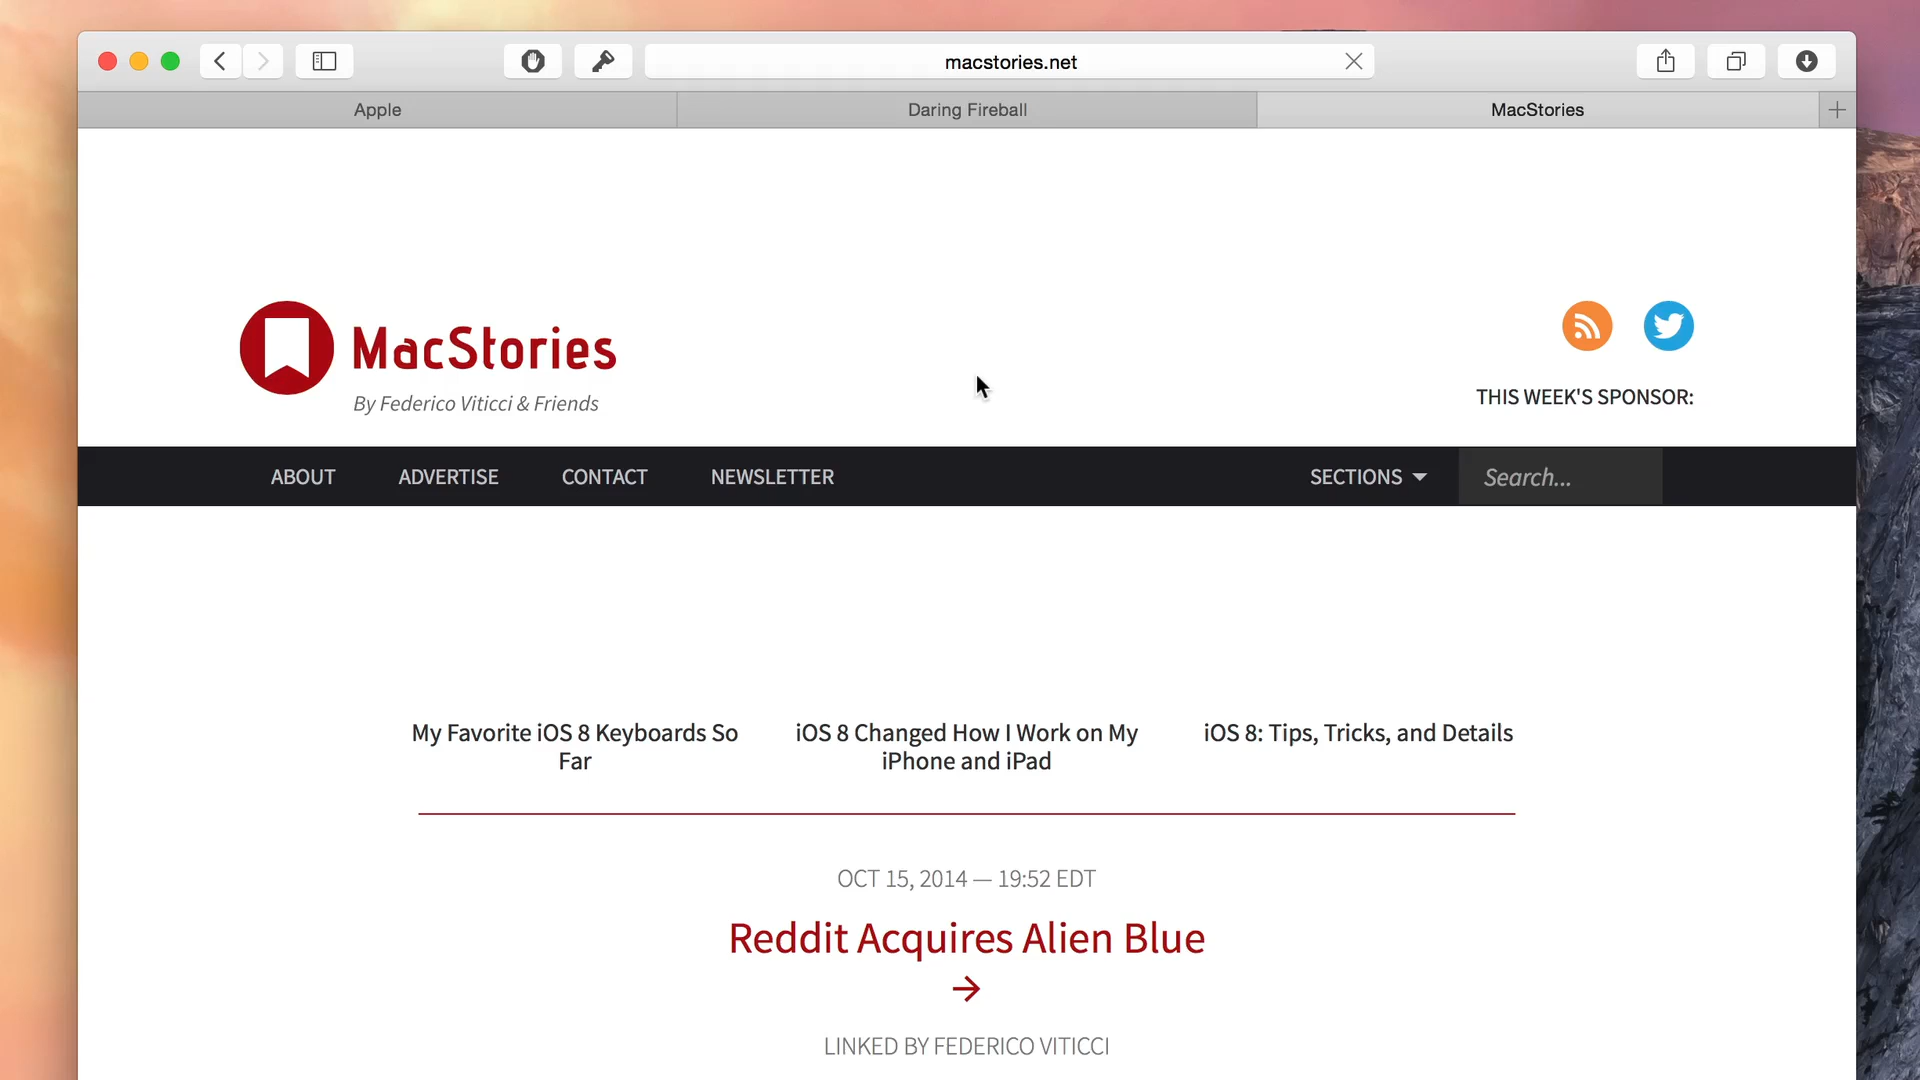 macstories.net
Apple
Daring Fireball
MacStories
MacStories
By Federico Viticci & Friends
THIS WEEK'S SPONSOR:
ABOUT
ADVERTISE
CONTACT
NEWSLETTER
SECTIONS
Search...
My Favorite iOS 8 Keyboards So
Far
iOS 8 Changed How I Work on My
iPhone and iPad
iOS 8: Tips, Tricks, and Details
OCT 15, 2014 — 19:52 EDT
Reddit Acquires Alien Blue
→
LINKED BY FEDERICO VITICCI